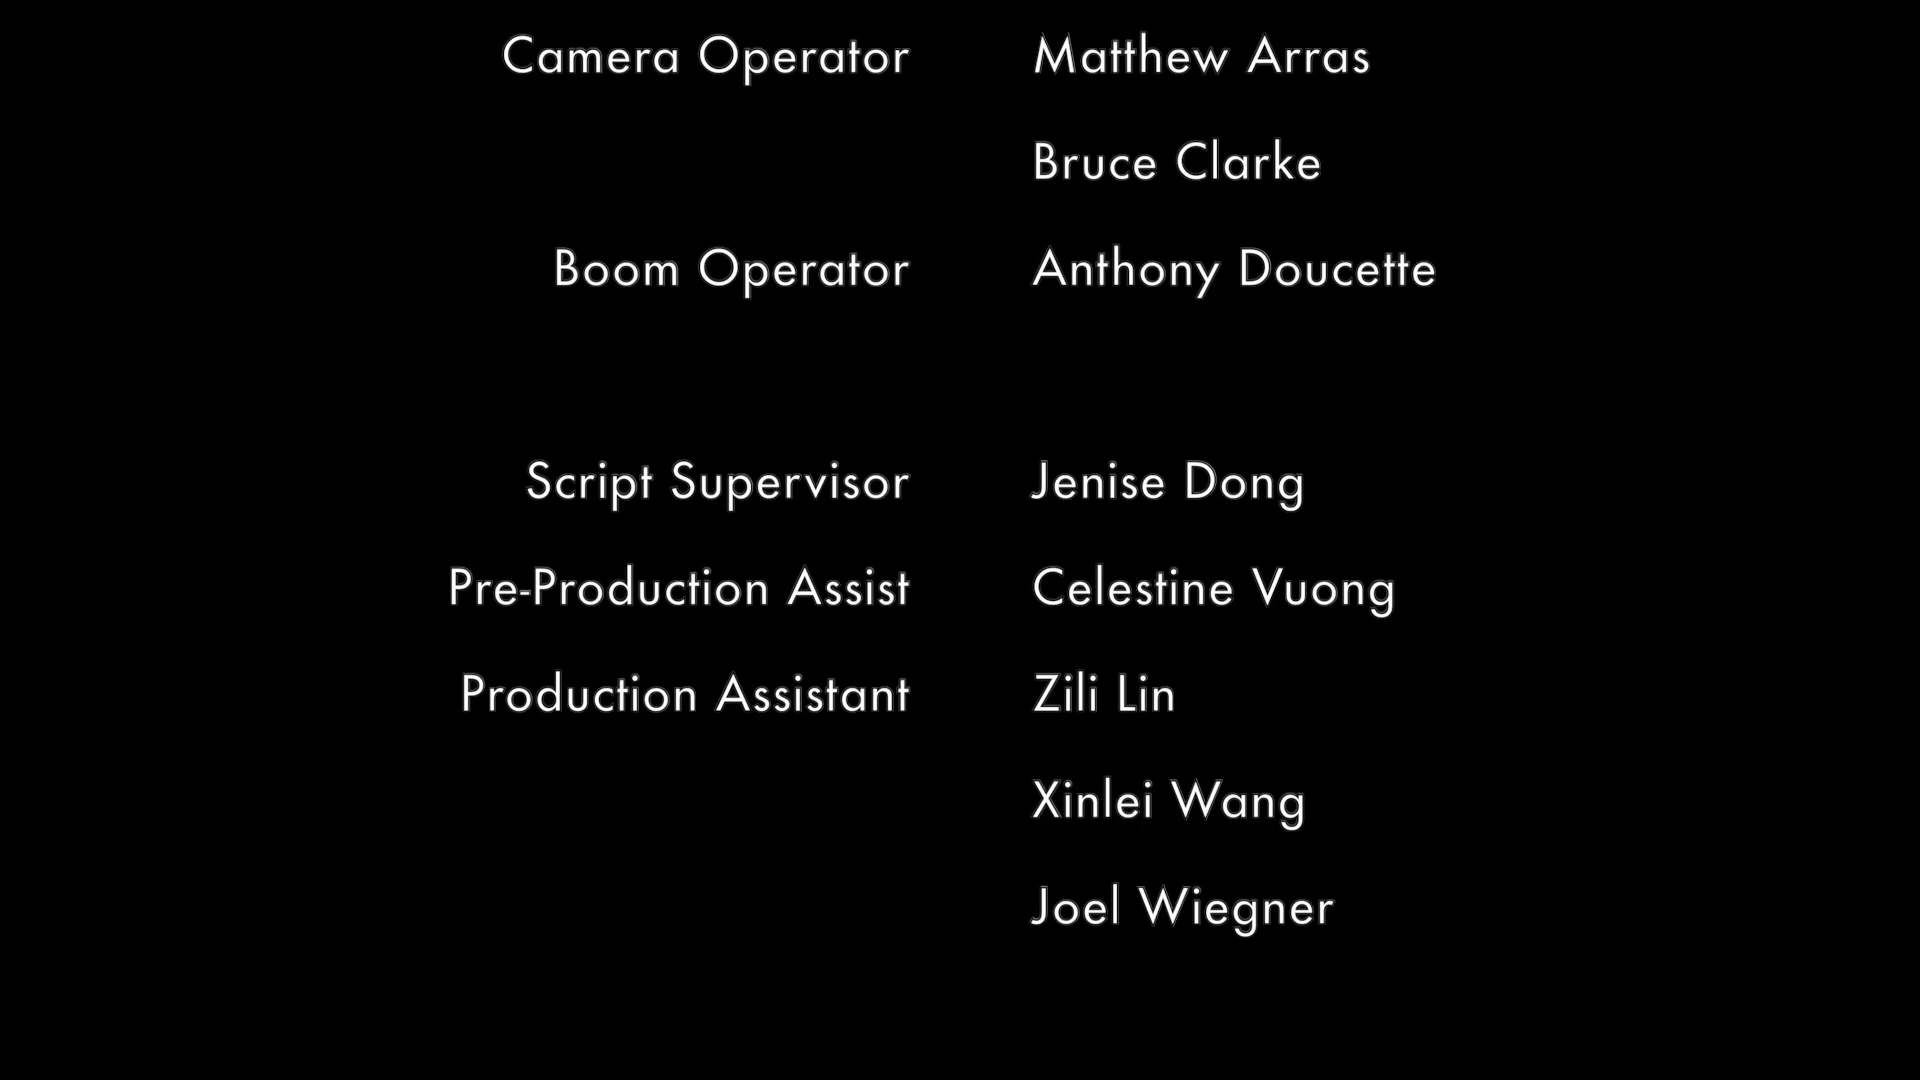 Camera Operator Matthew Arras
Bruce Clarke
Boom Operator Anthony Doucette
Script Supervisor Jenise Dong
Pre-Production Assist Celestine Vuong
Production Assistant Zili Lin
Xinlei Wang
Joel Wiegner